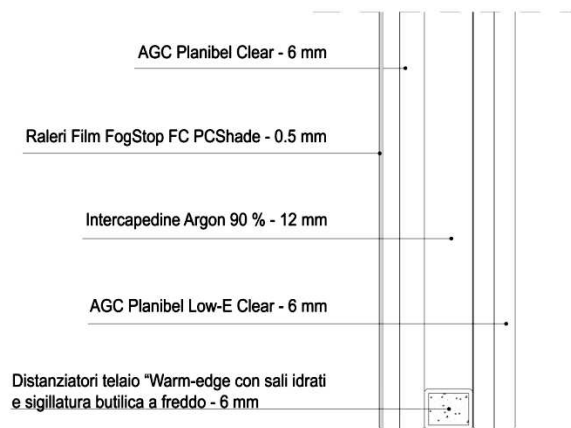 AGC Planibel Clear - 6 mm
Raleri Film FogStop FC PCShade - 0.5 mm
Intercapedine Argon 90 % - 12 mm
AGC Planibel Low-E Clear - 6 mm
Distanziatori telaio “Warm-edge con sali idrati
e sigillatura butilica a freddo - 6 mm